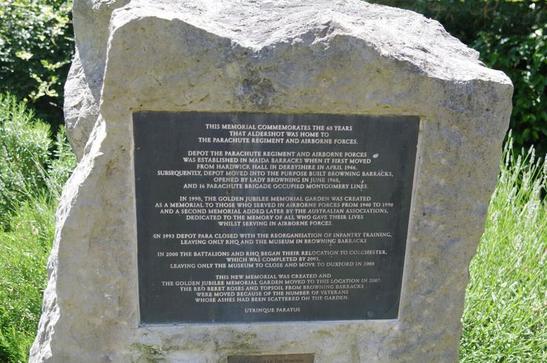 THIS MEMORIAL COMMEMORATES THE 60 YEARS
THAT ALDERSHOT WAS HOME TO
THE PARACHUTE REGIMENT AND AIRBORNE FORCES.
DEPOT THE PARACHUTE REGIMENT AND AIRBORNE FORCES
WAS ESTABLISHED IN MAIDA BARRACKS WHEN IT FIRST MOVED
FROM HARDWICK HALL IN DERBYSHIRE IN APRIL 1946.
SUBSEQUENTLY, DEPOT MOVED INTO THE PURPOSE BUILT BROWNING BARRACKS,
OPENED BY LADY BROWNING IN JUNE 1968,
AND 16 PARACHUTE BRIGADE OCCUPIED MONTGOMERY LINES.
IN 1990, THE GOLDEN JUBILEE MEMORIAL GARDEN WAS CREATED
AS A MEMORIAL TO THOSE WHO SERVED IN AIRBORNE FORCES FROM 1940 TO 1990
AND A SECOND MEMORIAL ADDED LATER BY THE AUSTRALIAN ASSOCIATIONS,
DEDICATED TO THE MEMORY OF ALL WHO GAVE THEIR LIVES
WHILST SERVING IN AIRBORNE FORCES.
IN 1993 DEPOT PARA CLOSED WITH THE REORGANISATION OF INFANTRY TRAINING,
LEAVING ONLY RHQ AND THE MUSEUM IN BROWNING BARRACKS
IN 2000 THE BATTALIONS AND RHQ BEGAN THEIR RELOCATION TO COLCHESTER,
WHICH WAS COMPLETED BY 2001,
LEAVING ONLY THE MUSEUM TO CLOSE AND MOVE TO DUXFORD IN 2008
THIS NEW MEMORIAL WAS CREATED AND
THE GOLDEN JUBILEE MEMORIAL GARDEN MOVED TO THIS LOCATION IN 2007.
THE RED BERET ROSES AND TOPSOIL FROM BROWNING BARRACKS
WERE MOVED BECAUSE OF THE NUMBER OF VETERANS
WHOSE ASHES HAD BEEN SCATTERED ON THE GARDEN.
UTRINQUE PARATUS